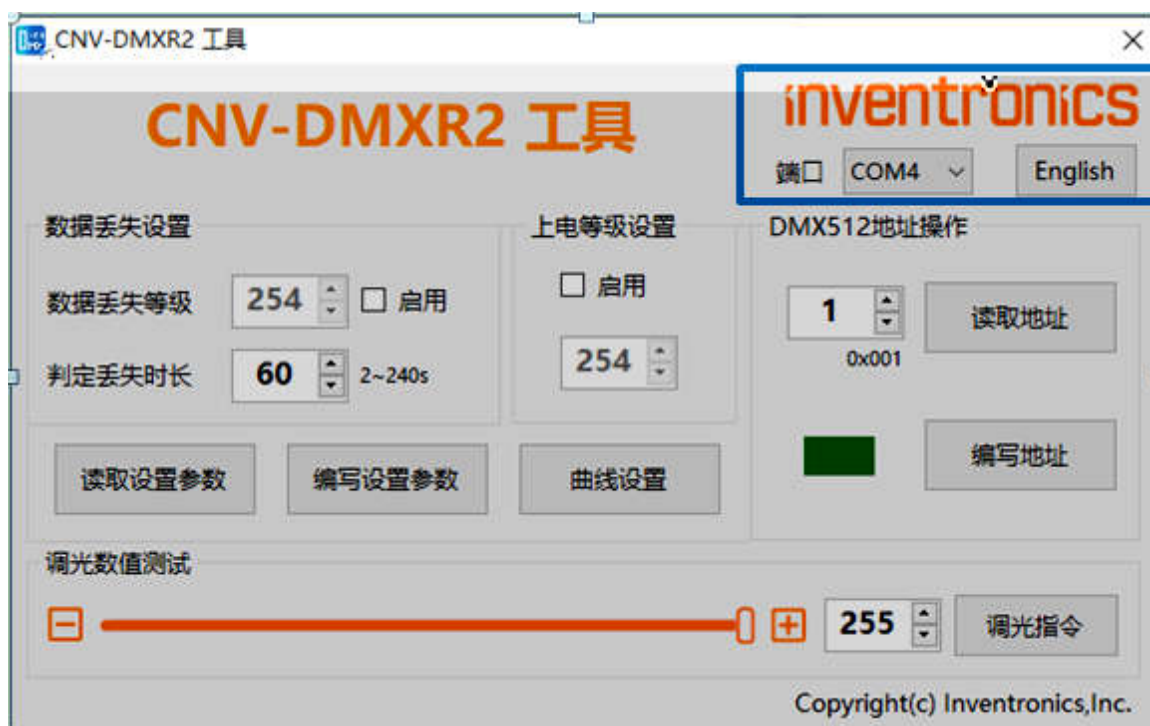 CNV-DMXR2 工具
CNV-DMXR2 工具
inventronics
端口 COM4 English
数据丢失设置
数据丢失等级 254 启用
判定丢失时长 60 2~240s
上电等级设置
启用
254
DMX512地址操作
1 读取地址
0x001
编写地址
读取设置参数 编写设置参数 曲线设置
调光数值测试
255 调光指令
Copyright(c) Inventronics,Inc.